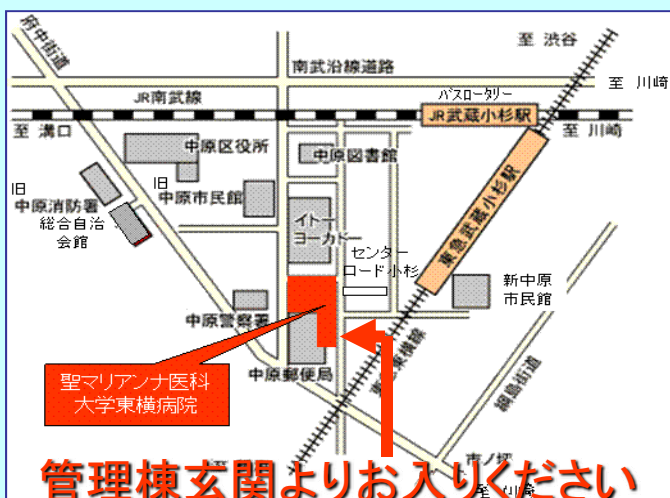 府中街道
至 渋谷
南武沿線道路
至 川崎
バスロータリー
JR南武線
JR武蔵小杉駅
至 溝口
至 川崎
中原区役所
中原図書館
旧
中原消防署
旧
中原市民館
総合自治
会館
イトー
ヨーカドー
東急武蔵小杉駅
センター
ロード小杉
新中原
市民館
中原警察署
聖マリアンナ医科
大学東横病院
中原郵便局
綱島街道
市ノ坪
管理棟玄関よりお入りください